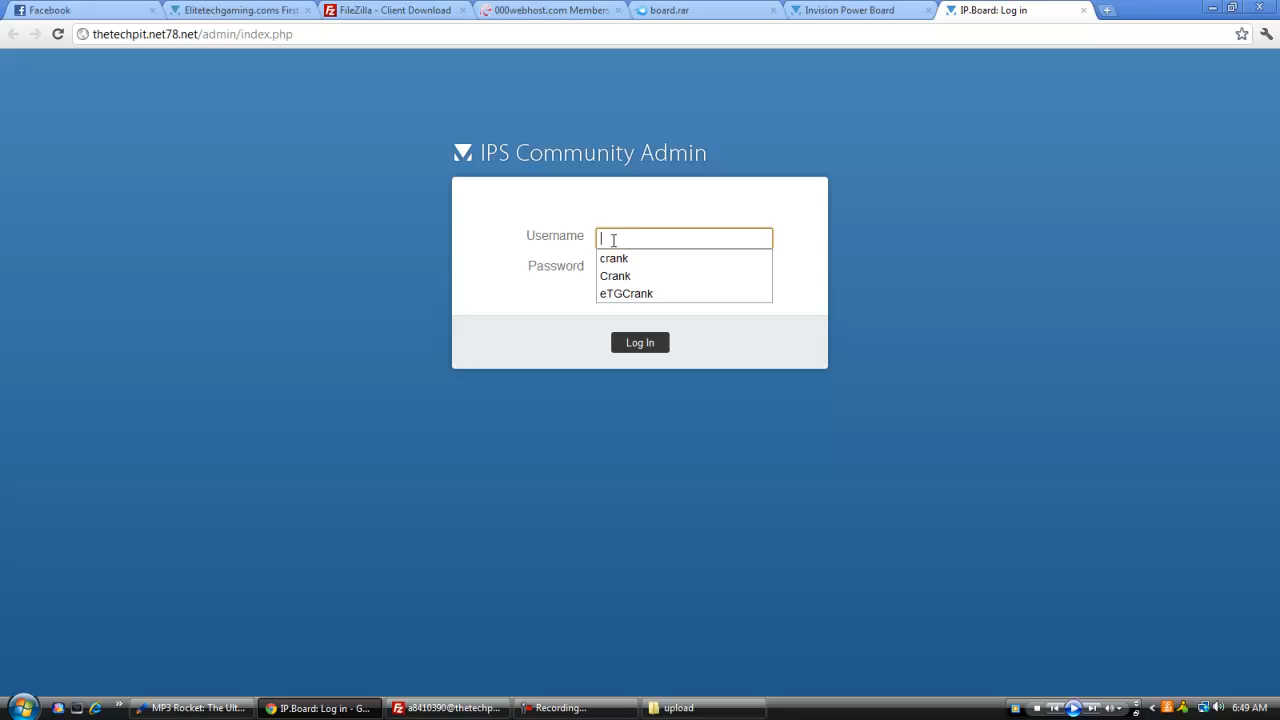 Facebook
Elitetechgaming.coms First
FileZilla - Client Download
000webhost.com Members
board.rar
Invision Power Board
IP.Board: Log in
thetechpit.net78.net/admin/index.php
IPS Community Admin
Username
crank
Crank
eTGCrank
Password
Log In
MP3 Rocket: The Ult...
IP.Board: Log in - G...
a8410390@thetechp...
Recording...
upload
6:49 AM